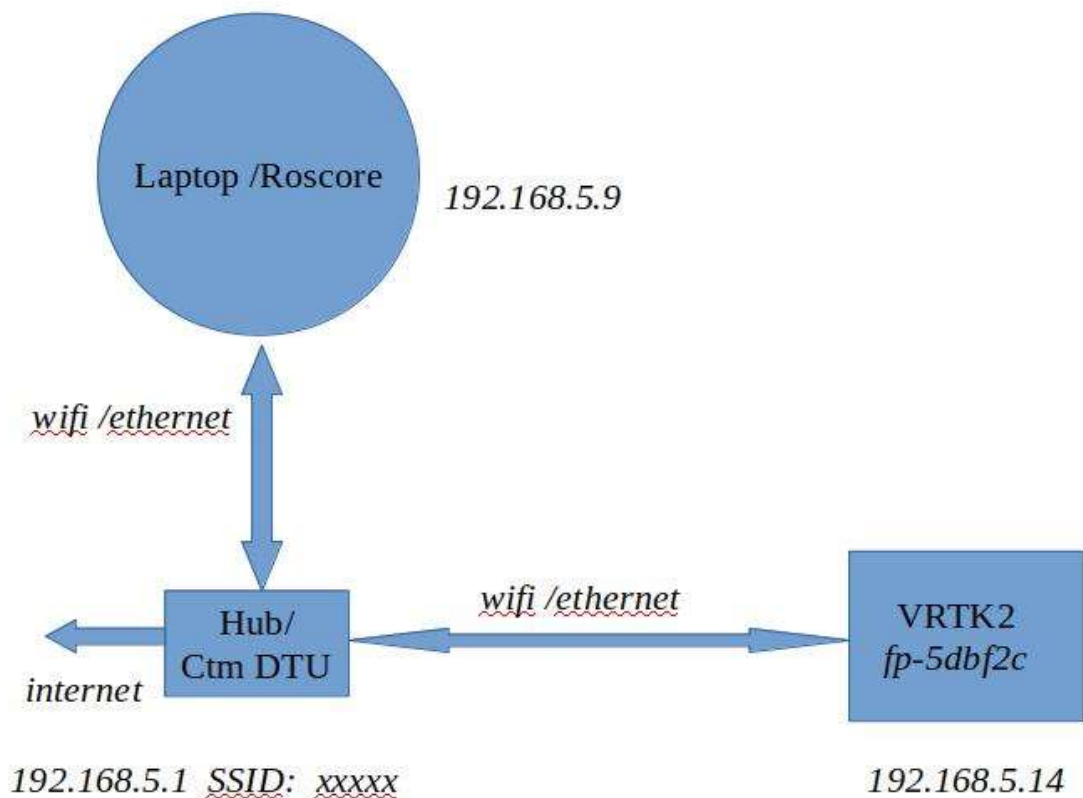 Laptop /Roscore
192.168.5.9
wifi /ethernet
wifi /ethernet
Hub/
Ctm DTU
VRTK2
fp-5dbf2c
internet
192.168.5.1 SSID: xxxxx
192.168.5.14